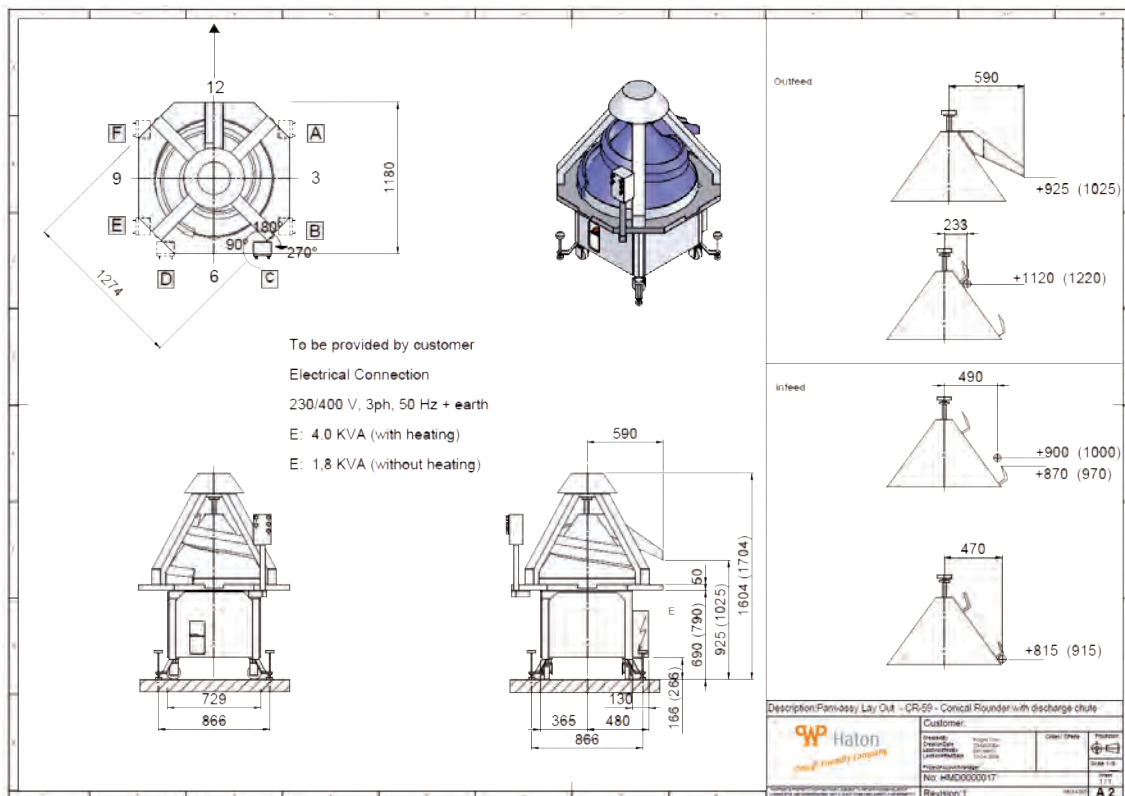 12
F
A
9
3
E
B
180°
90°
270°
D
6
C
1180
1274
To be provided by customer
Electrical Connection
230/400 V, 3ph, 50 Hz + earth
E: 4.0 KVA (with heating)
E: 1,8 KVA (without heating)
729
866
590
50
E
690 (790)
925 (1025)
1604 (1704)
166 (266)
130
365
480
866
Outfeed
590
+925 (1025)
233
+1120 (1220)
Infeed
490
+900 (1000)
+870 (970)
470
+815 (915)
Lay Out - CR-59 - Conical Rounder with discharge chute
WP Haton
Customer:
No: HMD0000017
Revision:1
A2